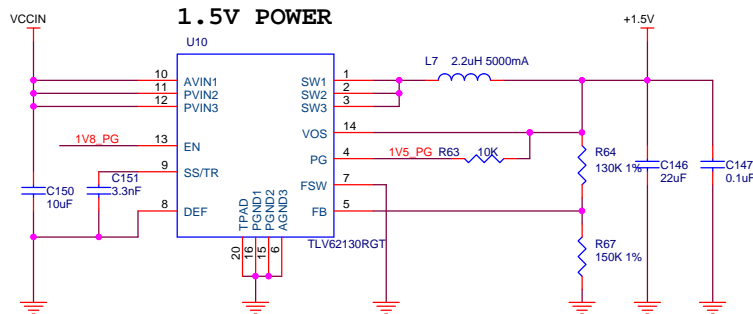 1.5V POWER
VCCIN
+1.5V
U10
L7 2.2uH 5000mA
10 AVIN1 SW1 1
11 PVIN2 SW2 2
12 PVIN3 SW3 3
VOS 14
1V8_PG 13 EN
PG 4 1V5_PG R63 10K
9 SS/TR
FSW 7
8 DEF
FB 5
C150
10uF
C151
3.3nF
TPAD
PGND1
PGND2
AGND3
20
16
15
6
TLV62130RGT
R64
130K 1%
R67
150K 1%
C146
22uF
C147
0.1uF